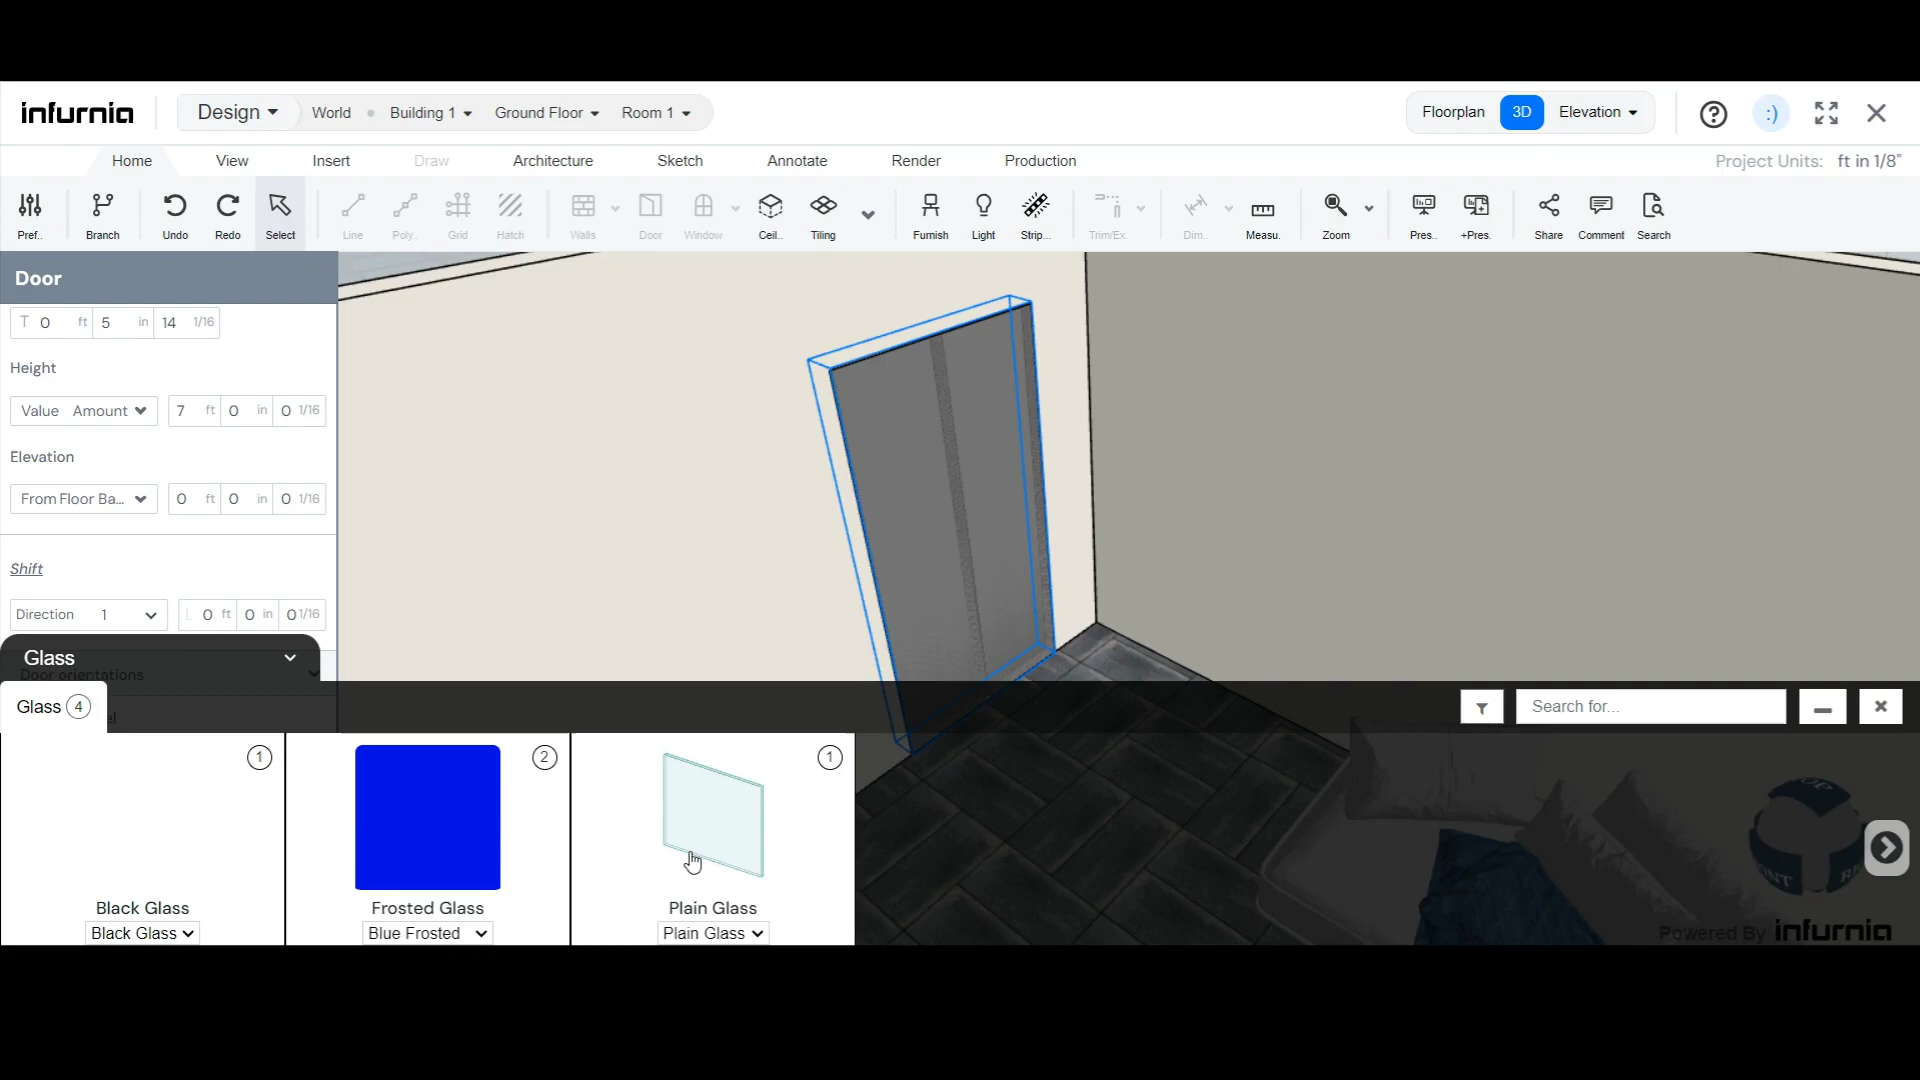 infurnia
Design World Building 1 Ground Floor Room 1
Floorplan 3D Elevation ? :)
Home View Insert Draw Architecture Sketch Annotate Render Production
Project Units: ft in 1/8"
Pref.. Branch Undo Redo Select Line Poly.. Grid Hatch Walls Door Window Ceil.. Tiling Furnish Light Strip... Trim/Ex. Dim.. Measu. Zoom Pres.. +Pres. Share Comment Search
Door
T 0 ft 5 in 14 1/16
Height
Value Amount 7 ft 0 in 0 1/16
Elevation
From Floor Ba... 0 ft 0 in 0 1/16
Shift
Direction 1 L 0 ft 0 in 0 1/16
Glass
Door orientations
Glass 4
Search for...
1
2
1
TOP
FRONT
Black Glass
Frosted Glass
Plain Glass
Black Glass
Blue Frosted
Plain Glass
Powered By infurnia